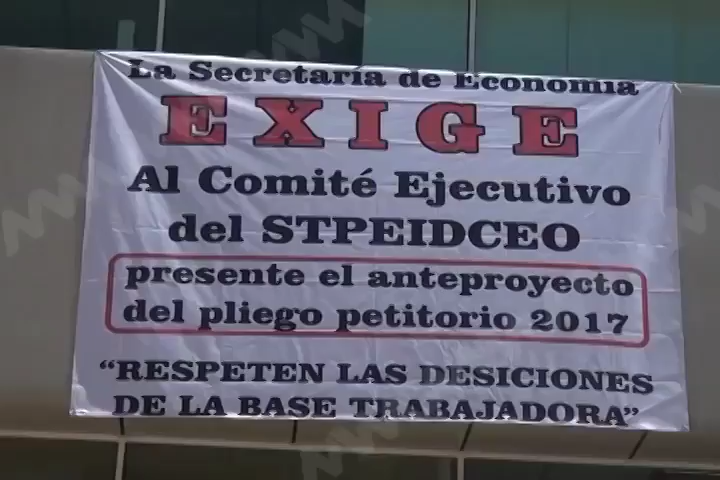 La Secretaria de Economia
EXIGE
Al Comité Ejecutivo
del STPEIDCEO
presente el anteproyecto
del pliego petitorio 2017
“RESPETEN LAS DESICIONES
DE LA BASE TRABAJADORA”